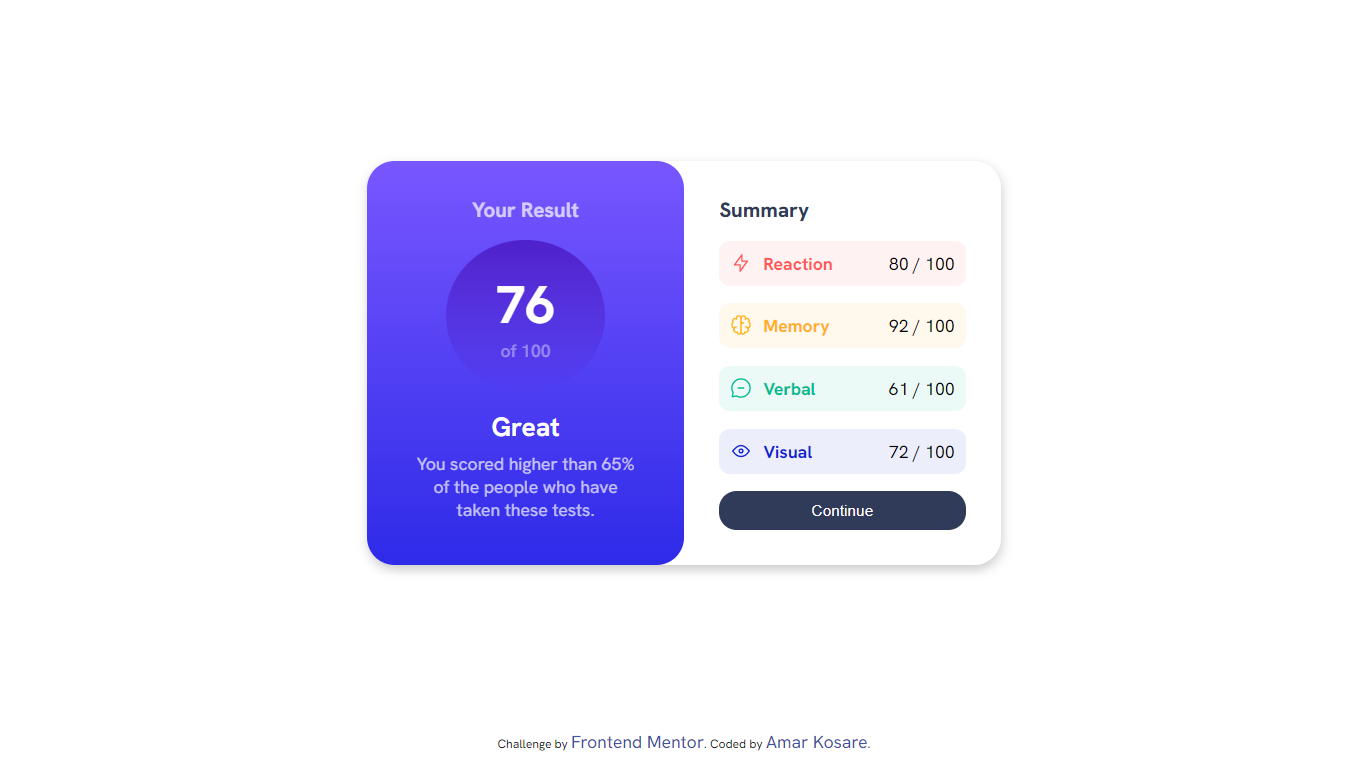 Your Result
76
of 100
Great
You scored higher than 65%
of the people who have
taken these tests.
Summary
Reaction 80 / 100
Memory 92 / 100
Verbal 61 / 100
Visual 72 / 100
Continue
Challenge by Frontend Mentor. Coded by Amar Kosare.